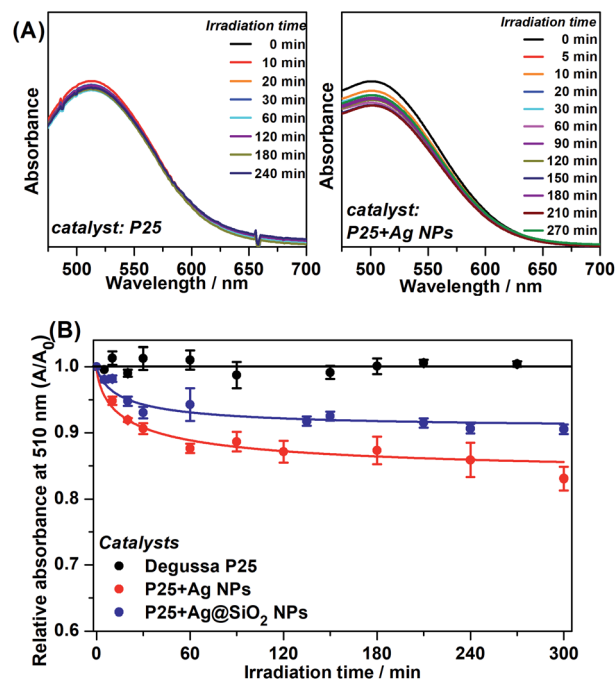 (A)
Irradiation time
0 min
10 min
20 min
30 min
60 min
120 min
180 min
240 min
catalyst: P25
Absorbance
500 550 600 650 700
Wavelength / nm
Irradiation time
0 min
5 min
10 min
20 min
30 min
60 min
90 min
120 min
150 min
180 min
210 min
270 min
catalyst:
P25+Ag NPs
Absorbance
500 550 600 650 700
Wavelength / nm
(B)
Relative absorbance at 510 nm (A/A0)
1.0
0.9
0.8
0.7
0.6
Catalysts
Degussa P25
P25+Ag NPs
P25+Ag@SiO2 NPs
0 60 120 180 240 300
Irradiation time / min